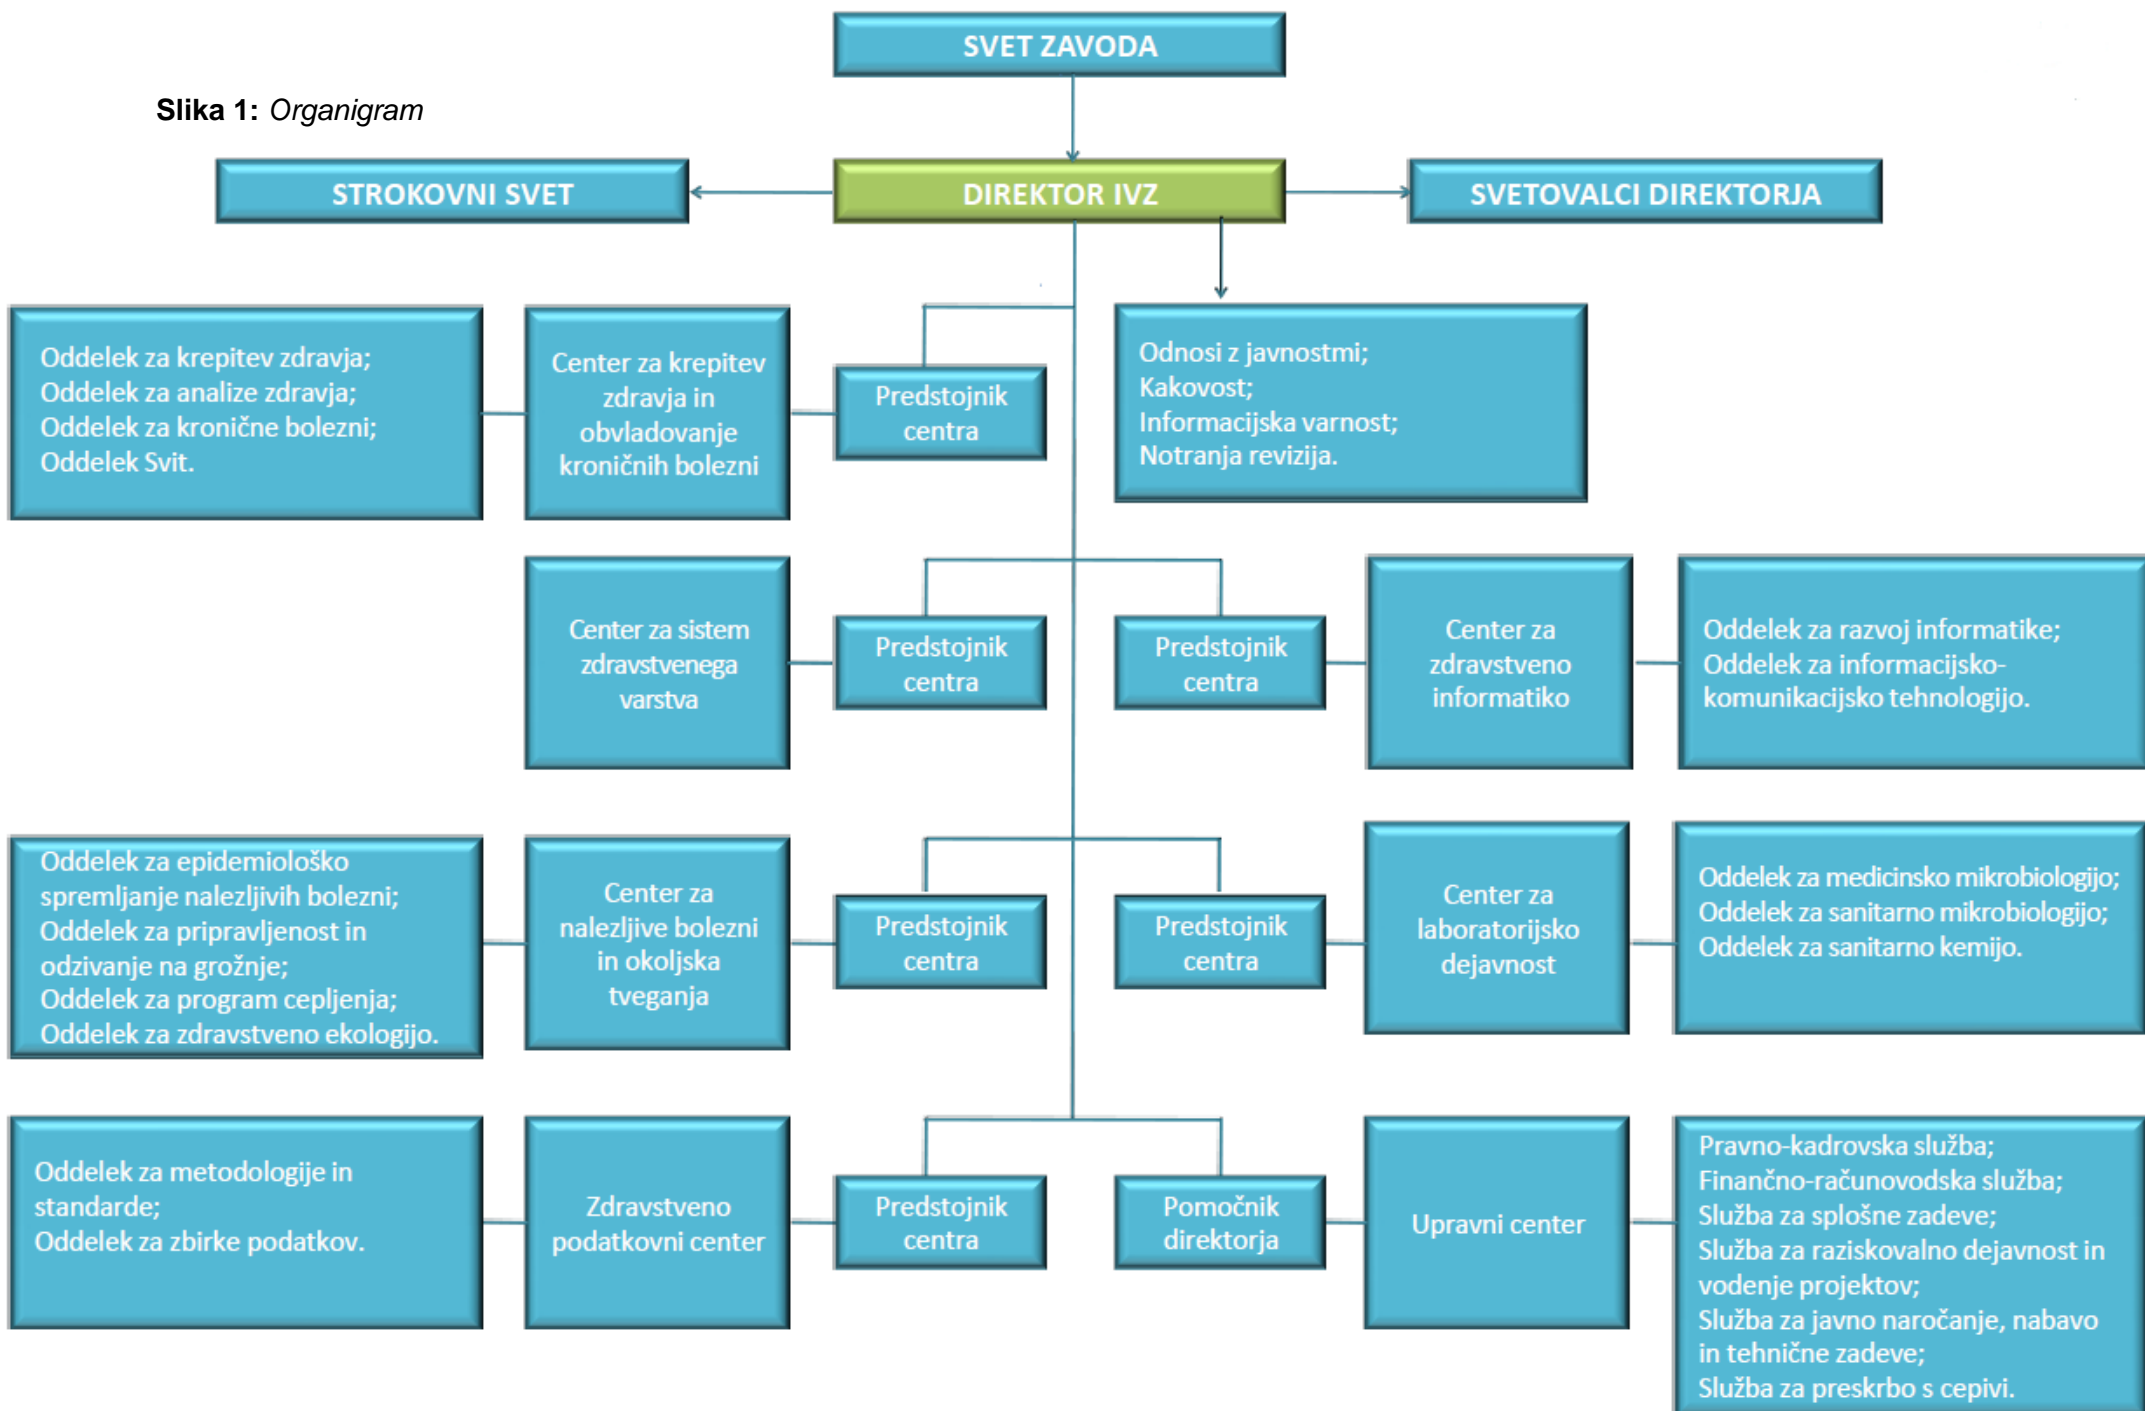 SVET ZAVODA
Slika 1: Organigram
STROKOVNI SVET
DIREKTOR IVZ
SVETOVALCI DIREKTORJA
Oddelek za krepitev zdravja;
Oddelek za analize zdravja;
Oddelek za kronične bolezni;
Oddelek Svit.
Center za krepitev
zdravja in
obvladovanje
kroničnih bolezni
Predstojnik
centra
Odnosi z javnostmi;
Kakovost;
Informacijska varnost;
Notranja revizija.
Center za sistem
zdravstvenega
varstva
Predstojnik
centra
Predstojnik
centra
Center za
zdravstveno
informatiko
Oddelek za razvoj informatike;
Oddelek za informacijsko-
komunikacijsko tehnologijo.
Oddelek za epidemiološko
spremljanje nalezljivih bolezni;
Oddelek za pripravljenost in
odzivanje na grožnje;
Oddelek za program cepljenja;
Oddelek za zdravstveno ekologijo.
Center za
nalezljive bolezni
in okoljska
tveganja
Predstojnik
centra
Predstojnik
centra
Center za
laboratorijsko
dejavnost
Oddelek za medicinsko mikrobiologijo;
Oddelek za sanitarno mikrobiologijo;
Oddelek za sanitarno kemijo.
Oddelek za metodologije in
standarde;
Oddelek za zbirke podatkov.
Zdravstveno
podatkovni center
Predstojnik
centra
Pomočnik
direktorja
Upravni center
Pravno-kadrovska služba;
Finančno-računovodska služba;
Služba za splošne zadeve;
Služba za raziskovalno dejavnost in
vodenje projektov;
Služba za javno naročanje, nabavo
in tehnične zadeve;
Služba za preskrbo s cepivi.